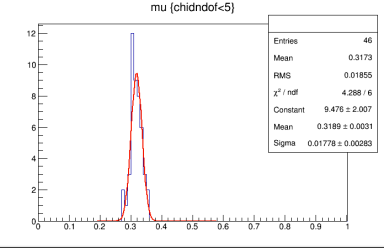 mu {chidndof<5}
Entries 46
Mean 0.3173
RMS 0.01855
χ² / ndf 4.288 / 6
Constant 9.476 ± 2.007
Mean 0.3189 ± 0.0031
Sigma 0.01778 ± 0.00283
12
10
8
6
4
2
0
0 0.1 0.2 0.3 0.4 0.5 0.6 0.7 0.8 0.9 1